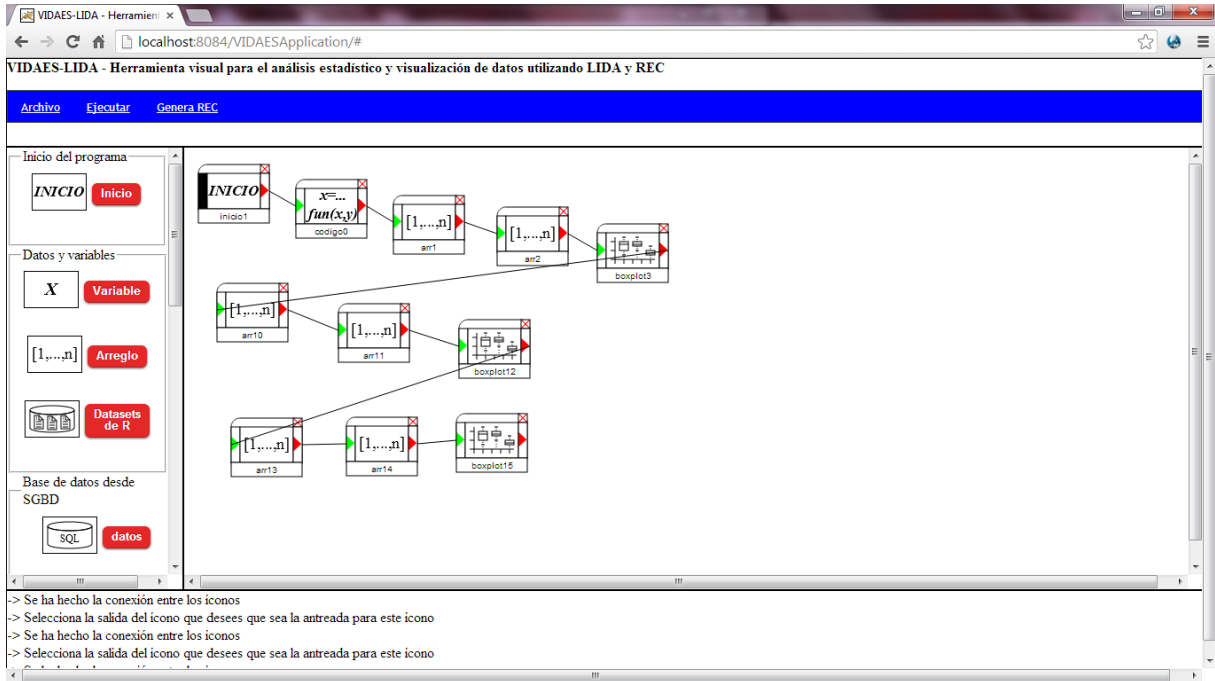 VIDAES-LIDA - Herramient
localhost:8084/VIDAESApplication/#
VIDAES-LIDA - Herramienta visual para el análisis estadístico y visualización de datos utilizando LIDA y REC
Archivo Ejecutar Genera REC
Inicio del programa
INICIO Inicio
Datos y variables
X Variable
[1,...,n] Arreglo
Datasets
de R
Base de datos desde
SGBD
SQL datos
INICIO
inicio1
x=...
fun(x,y)
codigo0
[1,...,n]
arr1
[1,...,n]
arr2
boxplot3
[1,...,n]
arr10
[1,...,n]
arr11
boxplot12
[1,...,n]
arr13
[1,...,n]
arr14
boxplot15
-> Se ha hecho la conexión entre los iconos
-> Selecciona la salida del icono que desees que sea la antreada para este icono
-> Se ha hecho la conexión entre los iconos
-> Selecciona la salida del icono que desees que sea la antreada para este icono